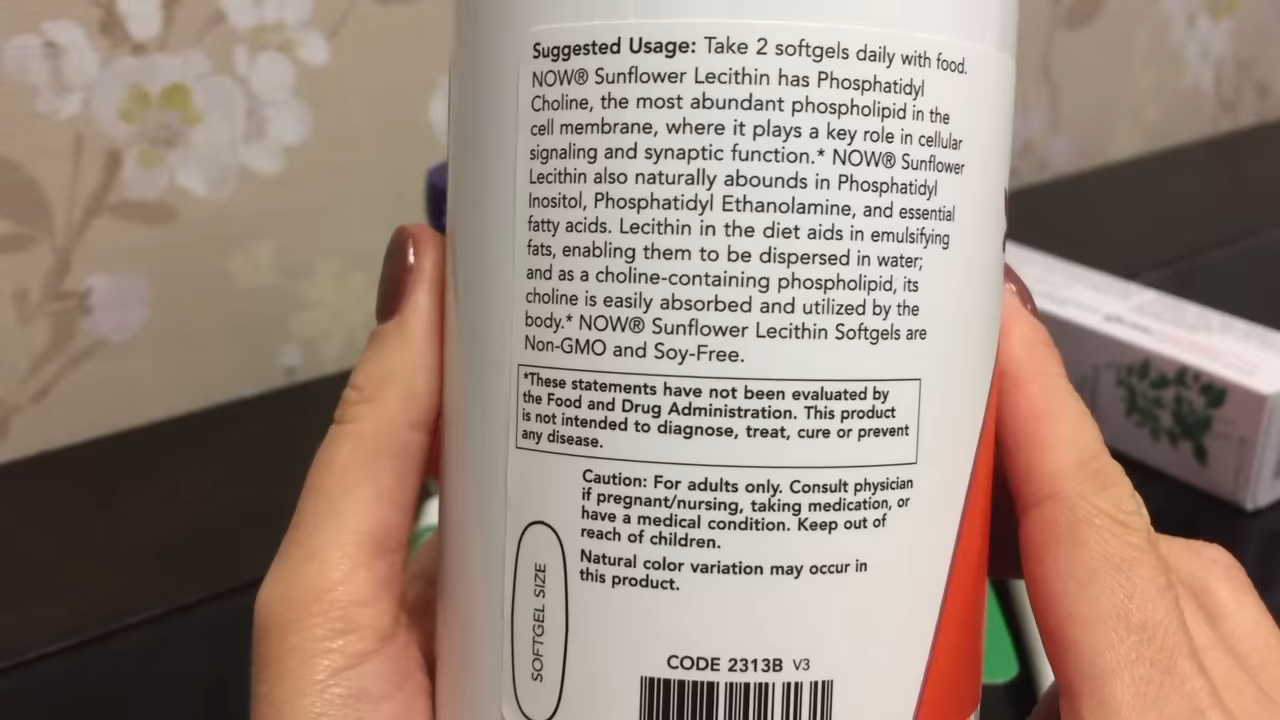 Suggested Usage: Take 2 softgels daily with food.
NOW® Sunflower Lecithin has Phosphatidyl
Choline, the most abundant phospholipid in the
cell membrane, where it plays a key role in cellular
signaling and synaptic function.* NOW® Sunflower
Lecithin also naturally abounds in Phosphatidyl
Inositol, Phosphatidyl Ethanolamine, and essential
fatty acids. Lecithin in the diet aids in emulsifying
fats, enabling them to be dispersed in water;
and as a choline-containing phospholipid, its
choline is easily absorbed and utilized by the
body.* NOW® Sunflower Lecithin Softgels are
Non-GMO and Soy-Free.
*These statements have not been evaluated by
the Food and Drug Administration. This product
is not intended to diagnose, treat, cure or prevent
any disease.
Caution: For adults only. Consult physician
if pregnant/nursing, taking medication, or
have a medical condition. Keep out of
reach of children.
Natural color variation may occur in
this product.
SOFTGEL SIZE
CODE 2313B V3